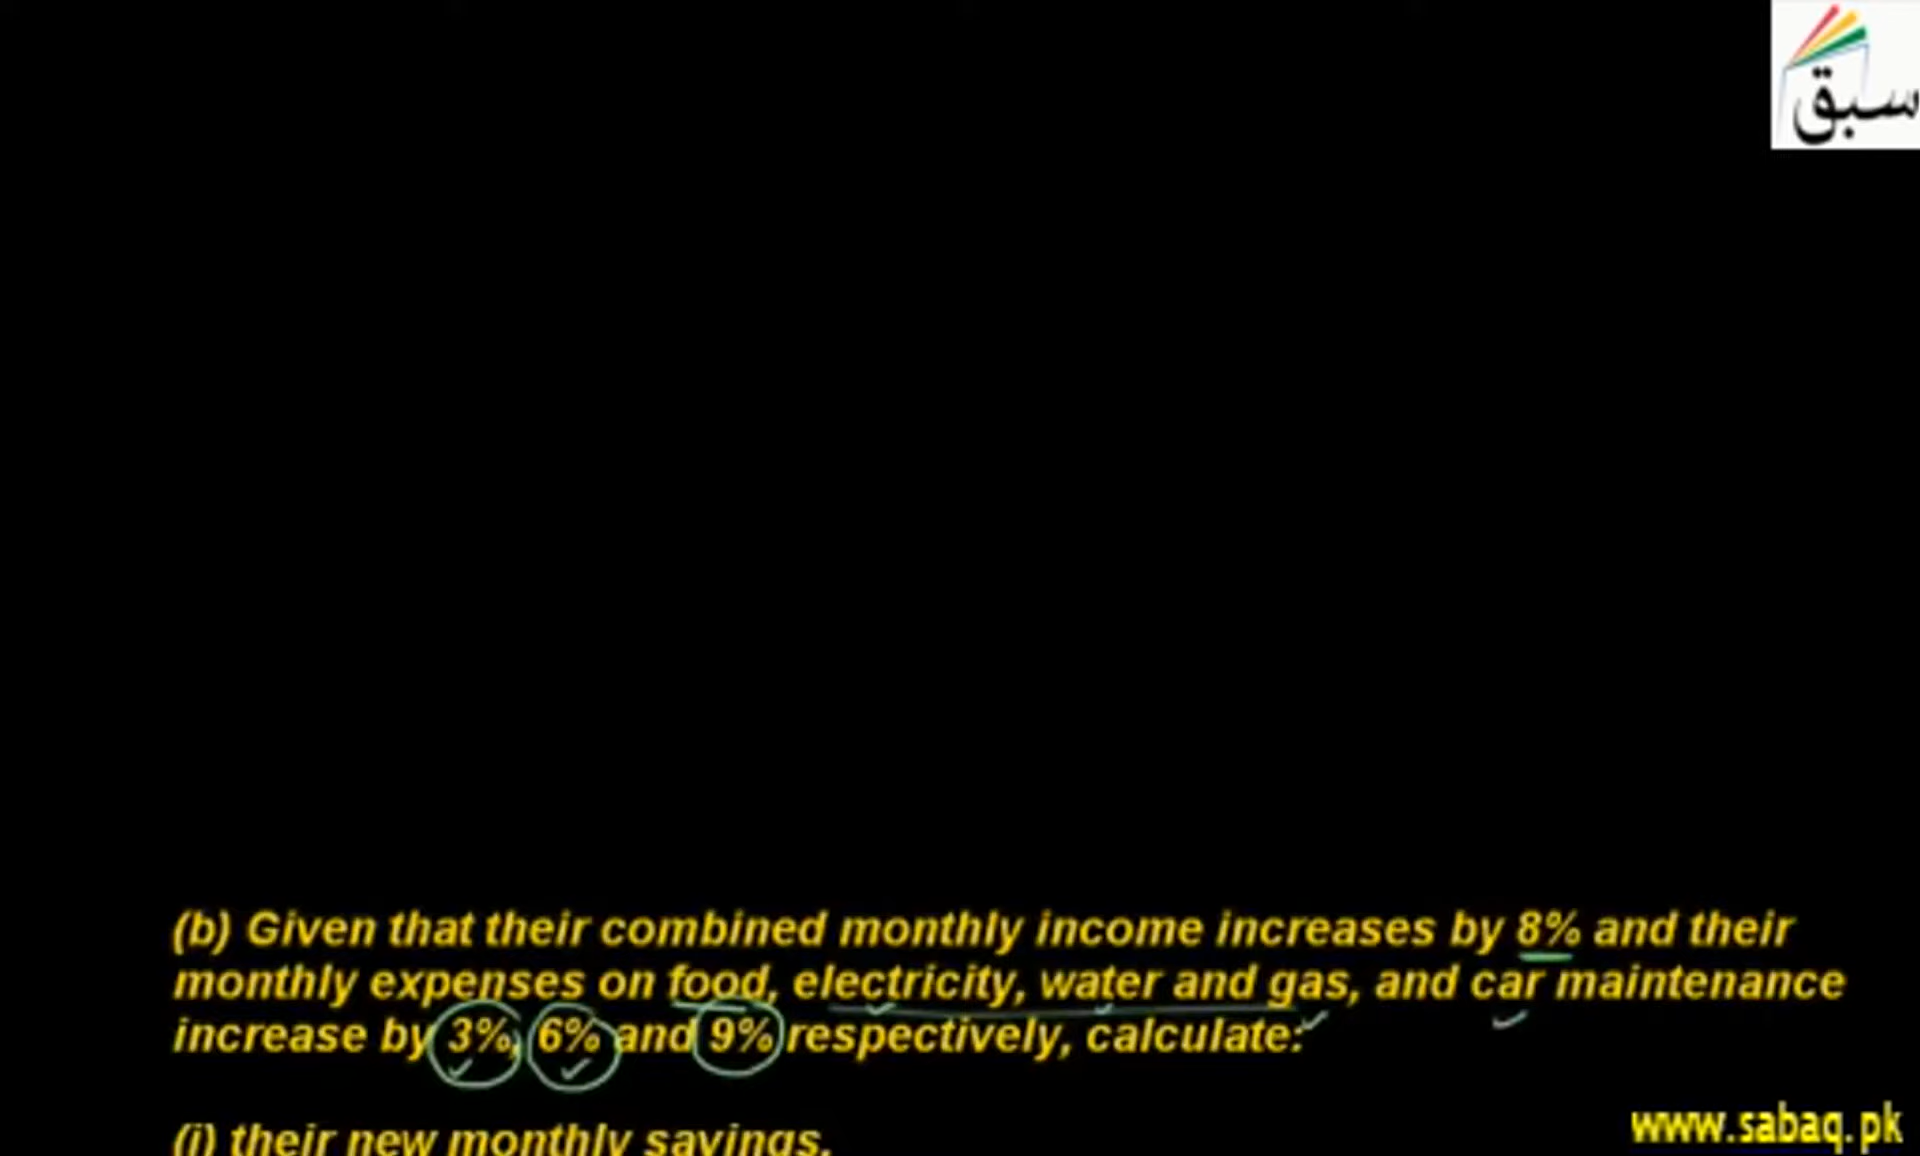 سبق
(b) Given that their combined monthly income increases by 8% and their
monthly expenses on food, electricity, water and gas, and car maintenance
increase by 3%, 6% and 9% respectively, calculate:
(i) their new monthly savings.
www.sabaq.pk